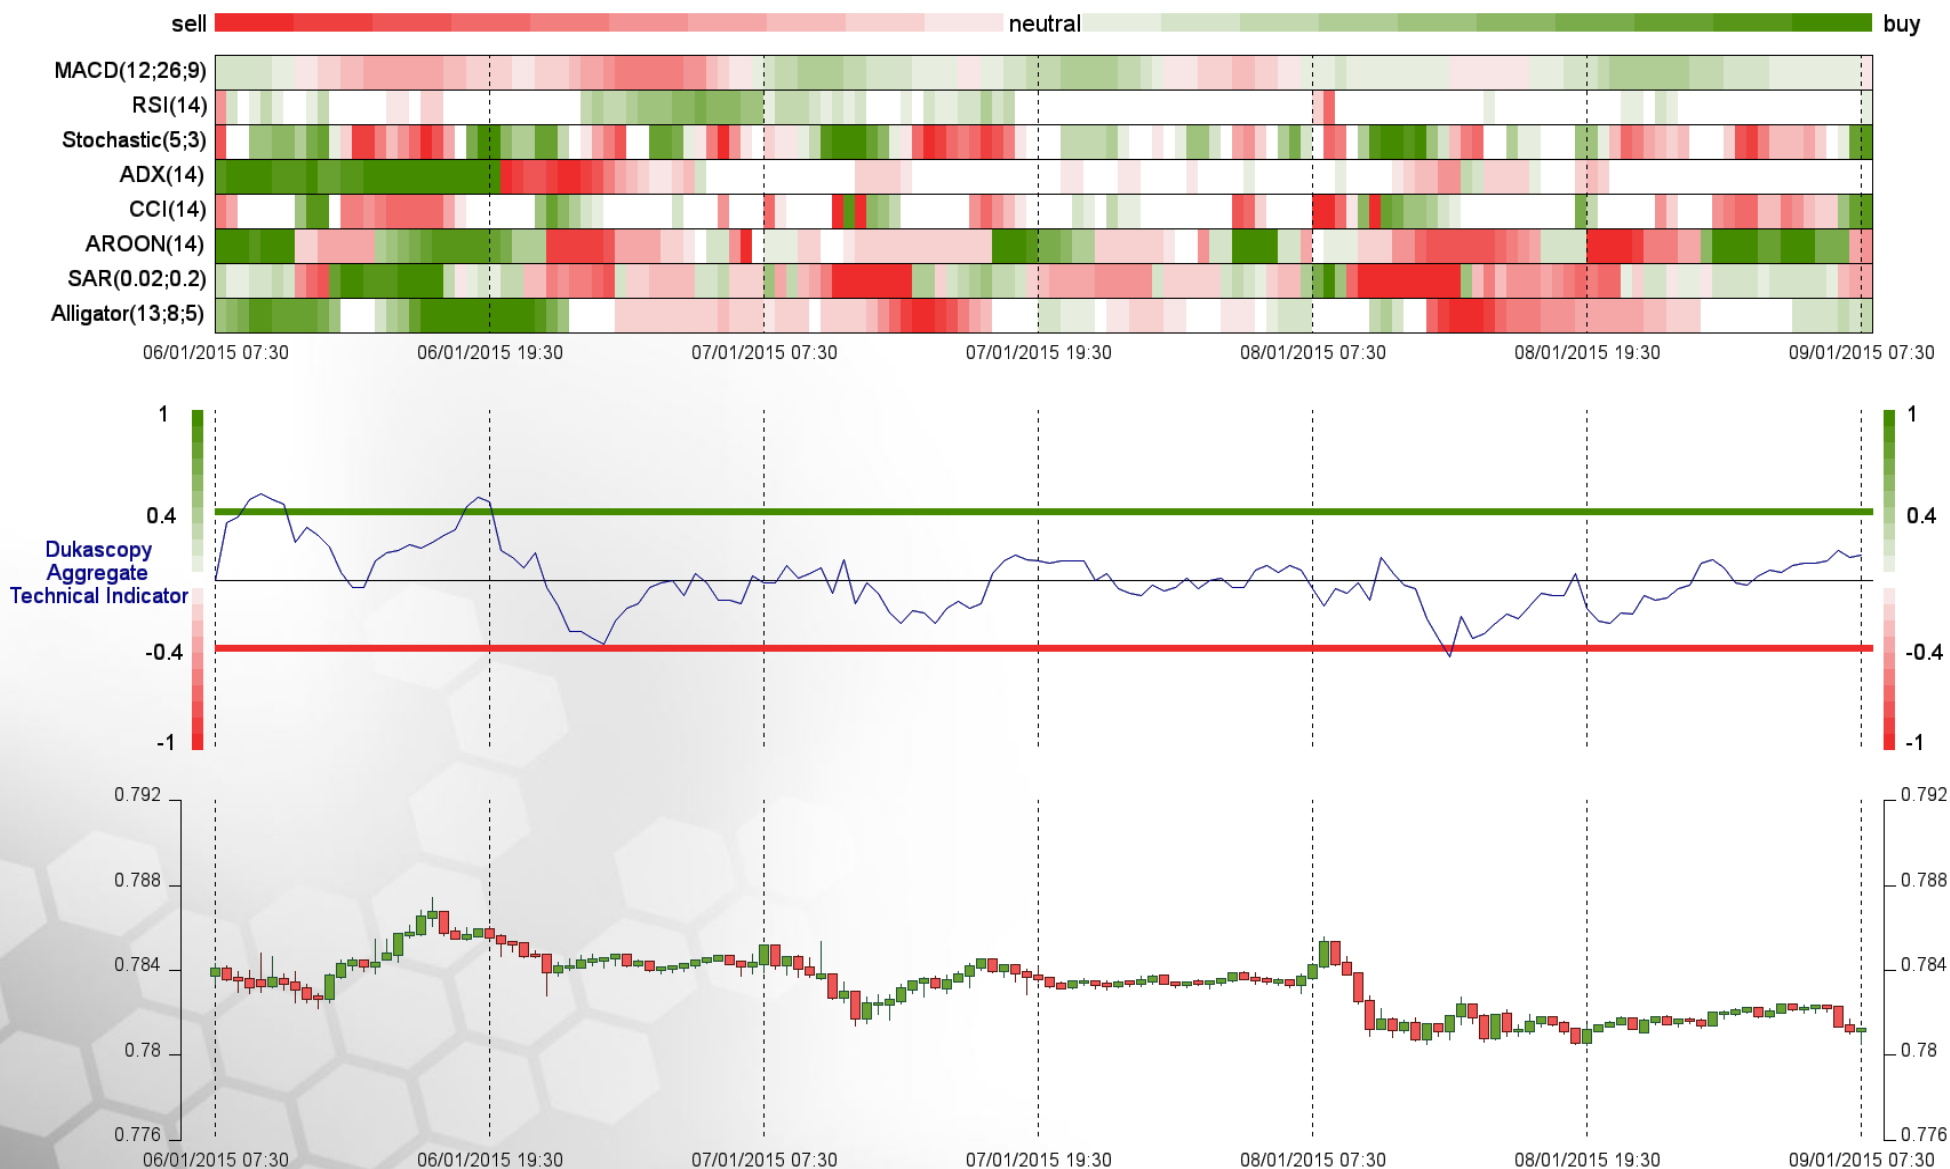 sell neutral buy
MACD(12;26;9)
RSI(14)
Stochastic(5;3)
ADX(14)
CCI(14)
AROON(14)
SAR(0.02;0.2)
Alligator(13;8;5)
06/01/2015 07:30 06/01/2015 19:30 07/01/2015 07:30 07/01/2015 19:30 08/01/2015 07:30 08/01/2015 19:30 09/01/2015 07:30
1 1
0.4 0.4
Dukascopy
Aggregate
Technical Indicator
-0.4 -0.4
-1 -1
0.792 0.792
0.788 0.788
0.784 0.784
0.78 0.78
0.776 0.776
06/01/2015 07:30 06/01/2015 19:30 07/01/2015 07:30 07/01/2015 19:30 08/01/2015 07:30 08/01/2015 19:30 09/01/2015 07:30